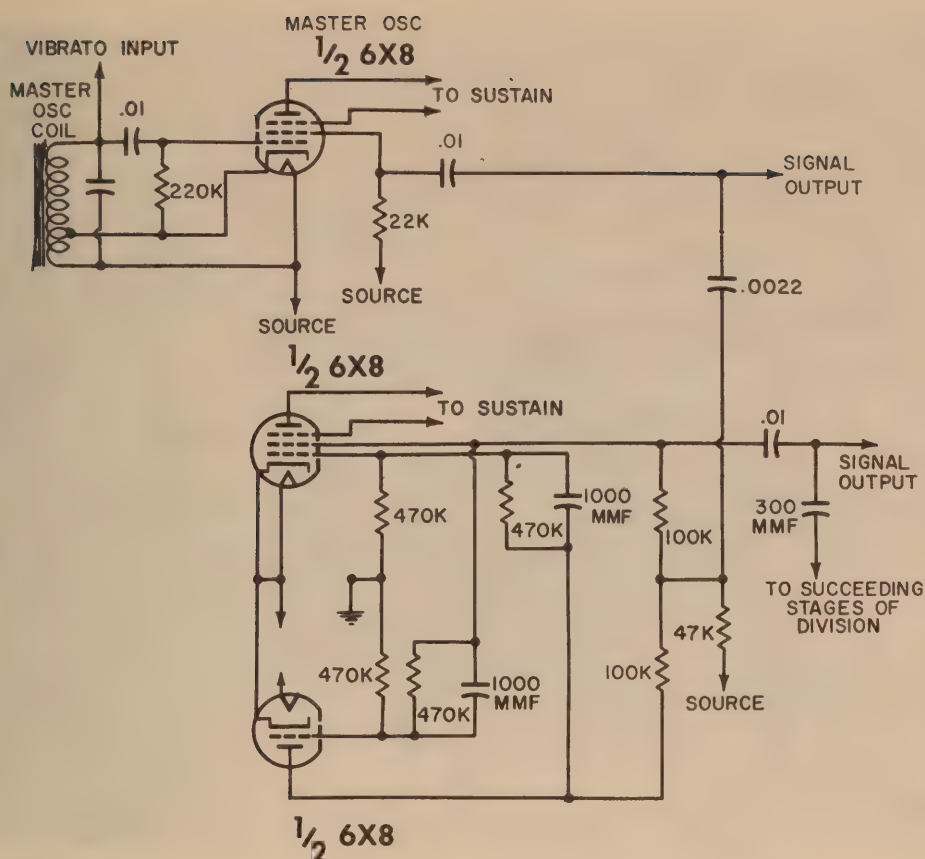 MASTER OSC
1/2 6X8
VIBRATO INPUT
MASTER
OSC
COIL
.01
TO SUSTAIN
.01
220K
SIGNAL
OUTPUT
22K
SOURCE
.0022
SOURCE
1/2 6X8
TO SUSTAIN
.01
SIGNAL
OUTPUT
470K
470K
1000
MMF
100K
300
MMF
TO SUCCEEDING
STAGES OF
DIVISION
470K
470K
1000
MMF
100K
47K
SOURCE
1/2 6X8